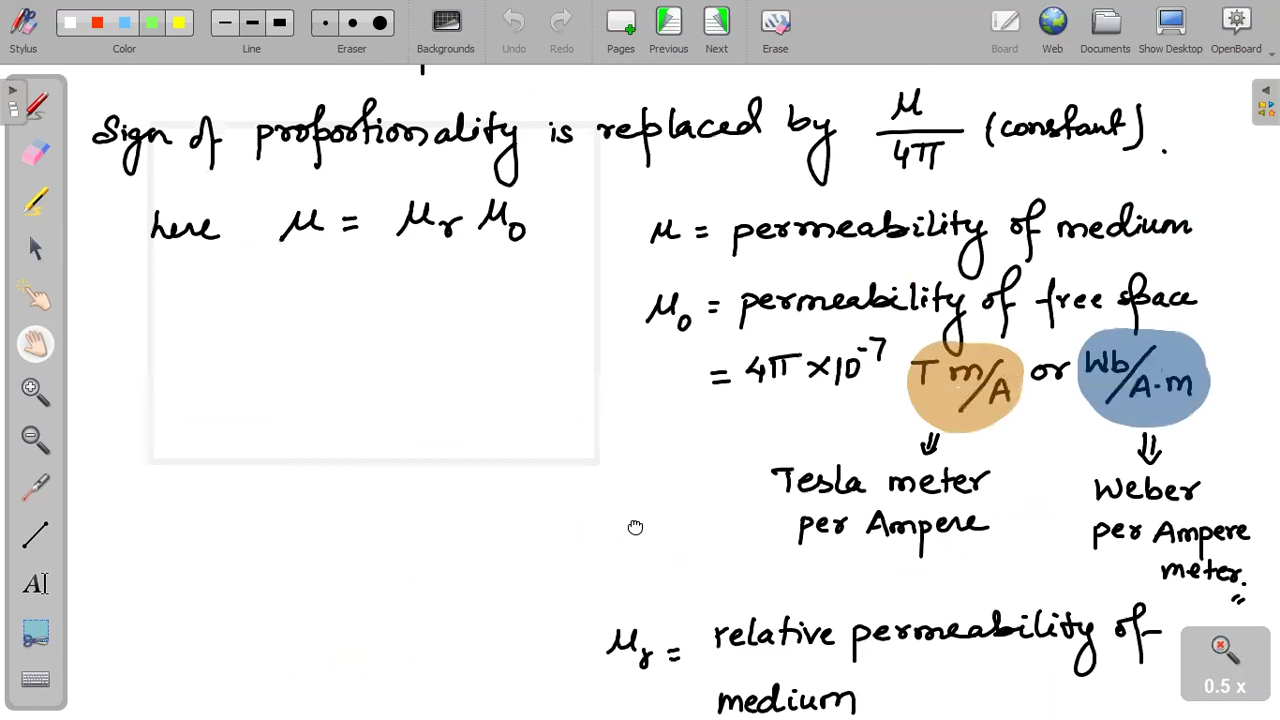 Stylus
Color
Line
Eraser
Backgrounds
Undo
Redo
Pages
Previous
Next
Erase
Board
Web
Documents
Show Desktop
OpenBoard
Sign of proportionality is replaced by μ/4π (constant).
here μ = μr μ0
μ = permeability of medium
μ0 = permeability of free space
= 4π × 10^-7 T m/A or Wb/A·m
⇓ ⇓
Tesla meter per Ampere
Weber per Ampere meter.
μr = relative permeability of medium
0.5 x